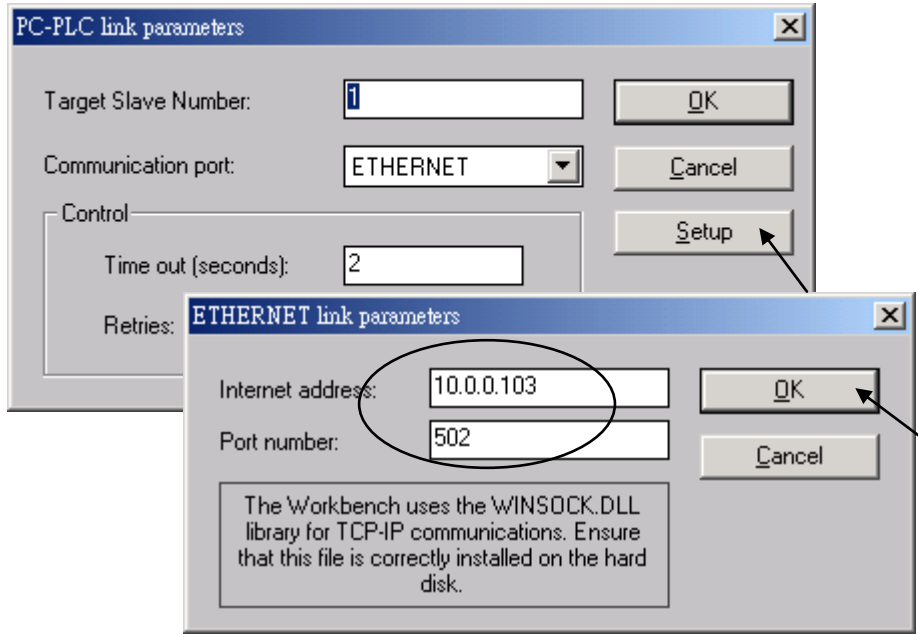 PC-PLC link parameters
Target Slave Number:
1
OK
Communication port:
ETHERNET
Cancel
Control
Setup
Time out (seconds):
2
Retries:
ETHERNET link parameters
Internet address:
10.0.0.103
OK
Port number:
502
Cancel
The Workbench uses the WINSOCK.DLL
library for TCP-IP communications. Ensure
that this file is correctly installed on the hard
disk.